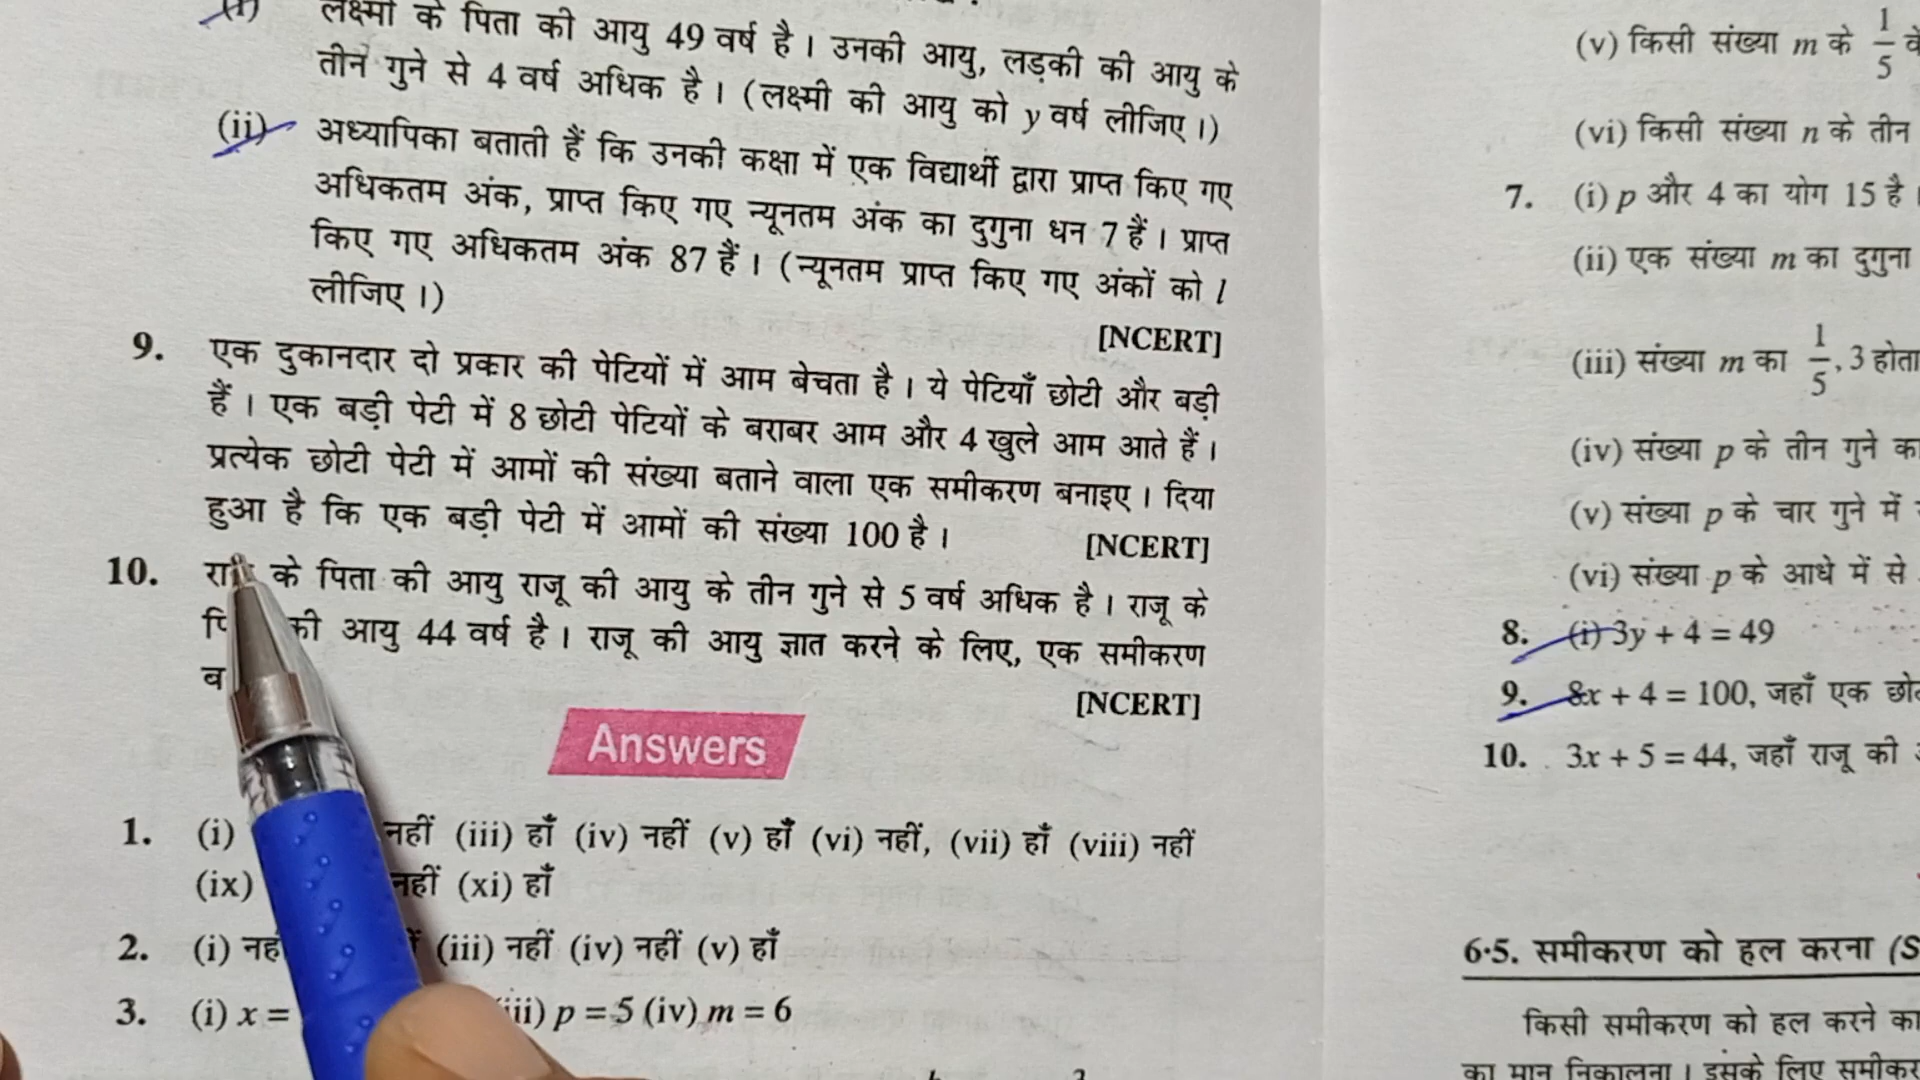 (i) लक्ष्मी के पिता की आयु 49 वर्ष है । उनकी आयु, लड़की की आयु के
तीन गुने से 4 वर्ष अधिक है । (लक्ष्मी की आयु को y वर्ष लीजिए ।)
(ii) अध्यापिका बताती हैं कि उनकी कक्षा में एक विद्यार्थी द्वारा प्राप्त किए गए
अधिकतम अंक, प्राप्त किए गए न्यूनतम अंक का दुगुना धन 7 हैं । प्राप्त
किए गए अधिकतम अंक 87 हैं । (न्यूनतम प्राप्त किए गए अंकों को l
लीजिए ।)
[NCERT]
9. एक दुकानदार दो प्रकार की पेटियों में आम बेचता है । ये पेटियाँ छोटी और बड़ी
हैं । एक बड़ी पेटी में 8 छोटी पेटियों के बराबर आम और 4 खुले आम आते हैं ।
प्रत्येक छोटी पेटी में आमों की संख्या बताने वाला एक समीकरण बनाइए । दिया
हुआ है कि एक बड़ी पेटी में आमों की संख्या 100 है । [NCERT]
10. के पिता की आयु राजू की आयु के तीन गुने से 5 वर्ष अधिक है । राजू के
की आयु 44 वर्ष है । राजू की आयु ज्ञात करने के लिए, एक समीकरण
[NCERT]
Answers
1. (i) नहीं (iii) हाँ (iv) नहीं (v) हाँ (vi) नहीं, (vii) हाँ (viii) नहीं
(ix) नहीं (xi) हाँ
2. (i) (iii) नहीं (iv) नहीं (v) हाँ
3. (i) x = p = 5 (iv) m = 6
(v) किसी संख्या m के 1/5
(vi) किसी संख्या n के तीन
7. (i) p और 4 का योग 15 है ।
(ii) एक संख्या m का दुगुना
(iii) संख्या m का 1/5, 3 होता
(iv) संख्या p के तीन गुने का
(v) संख्या p के चार गुने में
(vi) संख्या p के आधे में से
8. (i) 3y + 4 = 49
9. 8x + 4 = 100, जहाँ एक
10. 3x + 5 = 44, जहाँ राजू की
6·5. समीकरण को हल करना
किसी समीकरण को हल करने का
का मान निकालना । इसके लिए